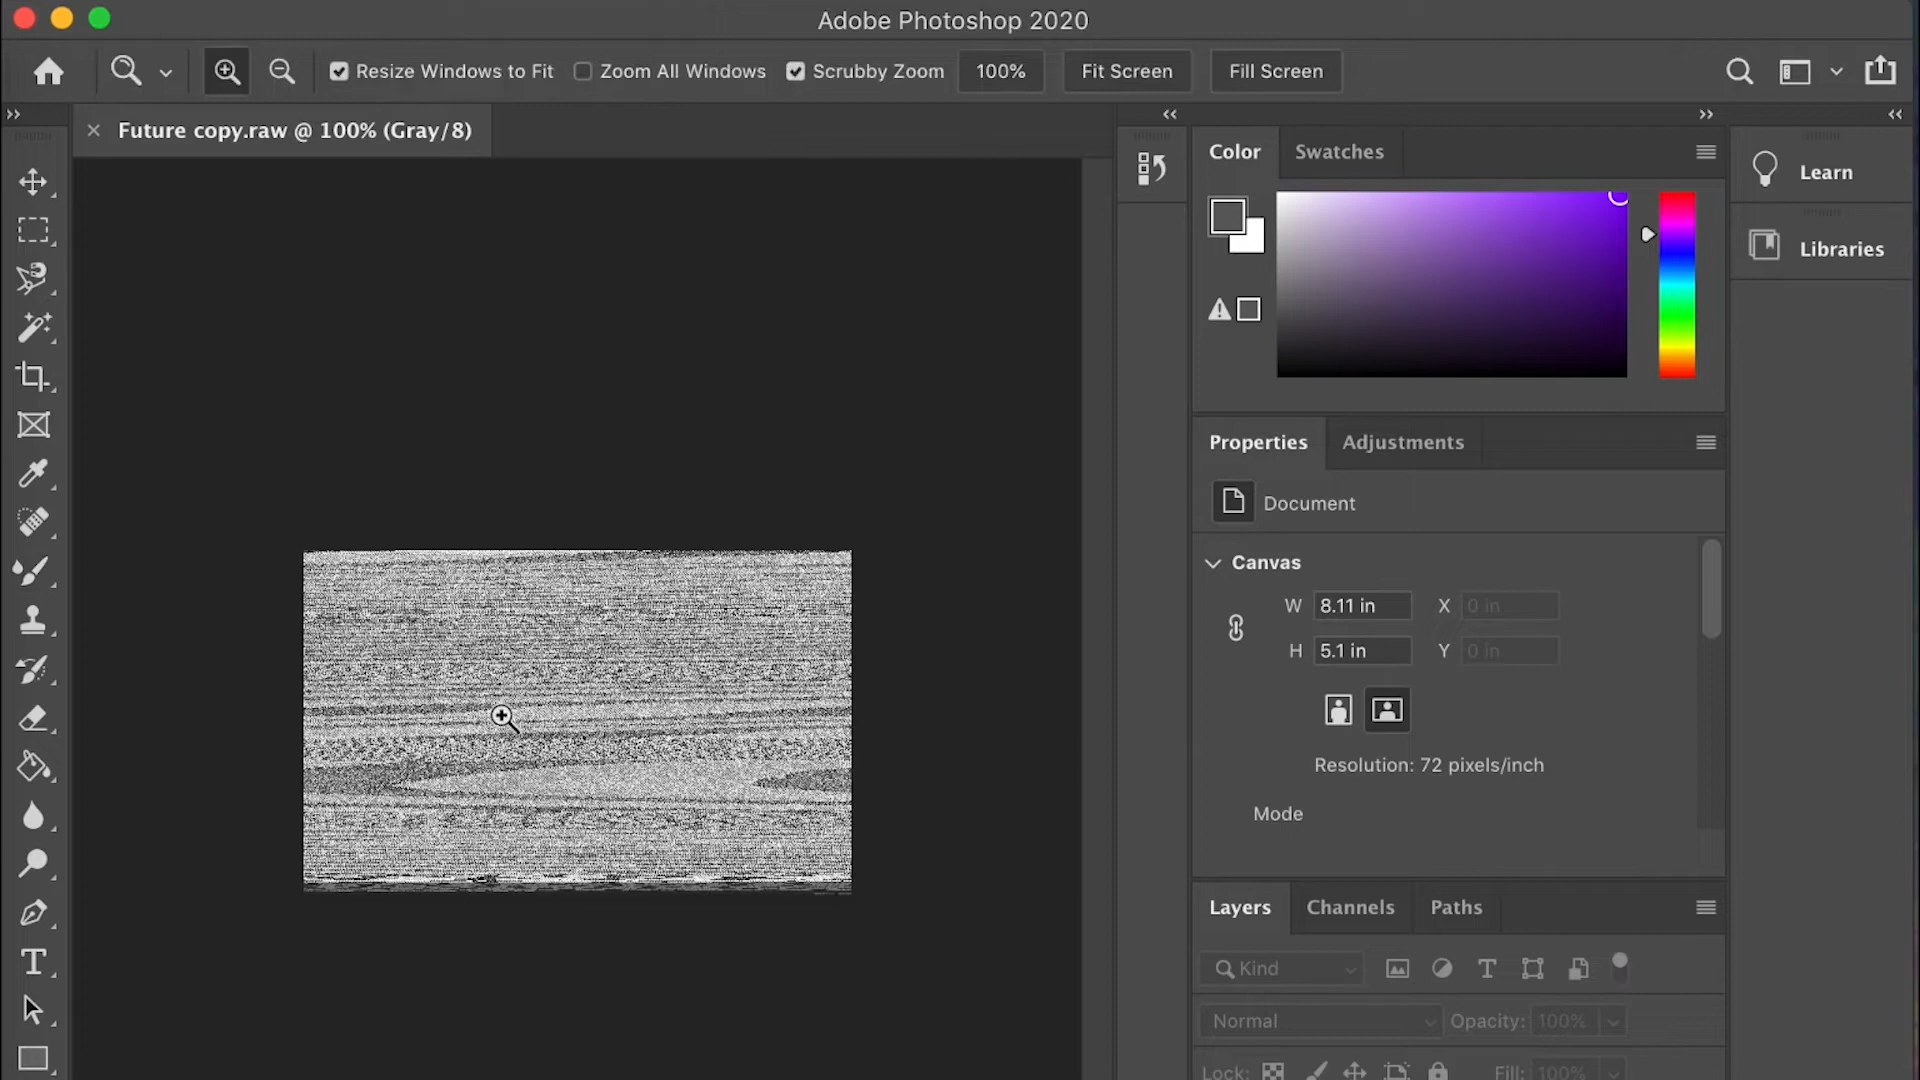 Adobe Photoshop 2020
Resize Windows to Fit
Zoom All Windows
Scrubby Zoom
100%
Fit Screen
Fill Screen
Future copy.raw @ 100% (Gray/8)
Color
Swatches
Learn
Libraries
Properties
Adjustments
Document
Canvas
W 8.11 in X 0 in
H 5.1 in Y 0 in
Resolution: 72 pixels/inch
Mode
Layers
Channels
Paths
Kind
Normal
Opacity: 100%
Lock:
Fill: 100%